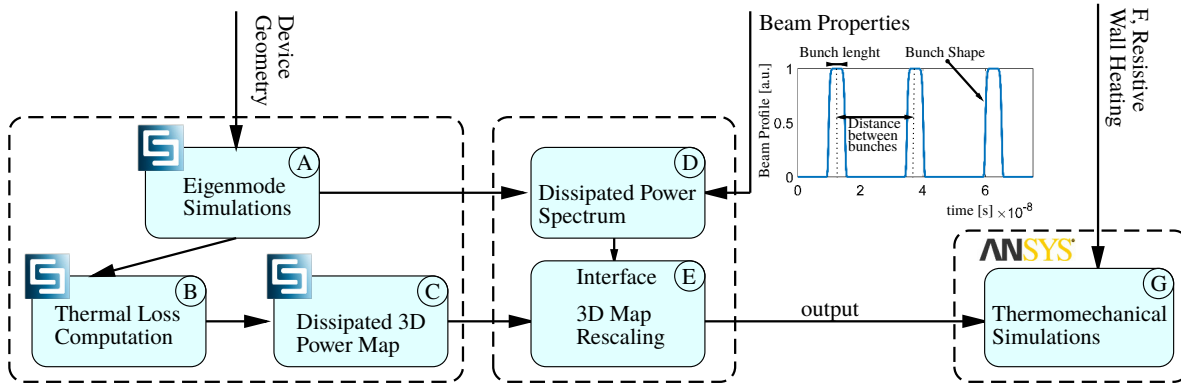 Device
Geometry
A
Eigenmode
Simulations
B
Thermal Loss
Computation
C
Dissipated 3D
Power Map
D
Dissipated Power
Spectrum
Interface
E
3D Map
Rescaling
Beam Properties
Bunch lenght
Bunch Shape
Distance
between
bunches
Beam Profile [a.u.]
1
0
0
2
4
6
time [s]
×10⁻⁸
output
F, Resistive
Wall Heating
ANSYS
G
Thermomechanical
Simulations